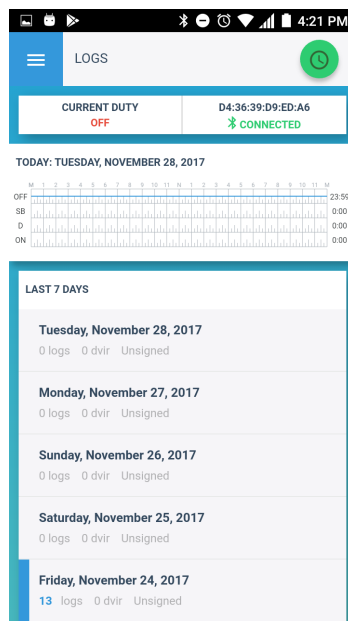 4:21 PM
LOGS
CURRENT DUTY
OFF
D4:36:39:D9:ED:A6
CONNECTED
TODAY: TUESDAY, NOVEMBER 28, 2017
M 1 2 3 4 5 6 7 8 9 10 11 N 1 2 3 4 5 6 7 8 9 10 11 M
OFF 23:59
SB 0:00
D 0:00
ON 0:00
LAST 7 DAYS
Tuesday, November 28, 2017
0 logs 0 dvir Unsigned
Monday, November 27, 2017
0 logs 0 dvir Unsigned
Sunday, November 26, 2017
0 logs 0 dvir Unsigned
Saturday, November 25, 2017
0 logs 0 dvir Unsigned
Friday, November 24, 2017
13 logs 0 dvir Unsigned